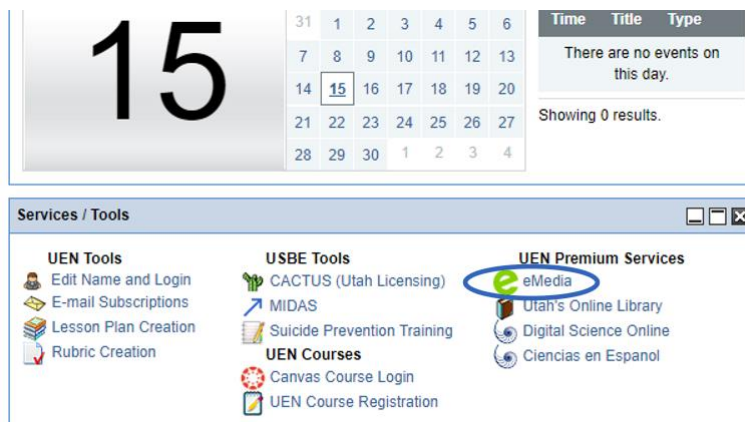 15
31 1 2 3 4 5 6
7 8 9 10 11 12 13
14 15 16 17 18 19 20
21 22 23 24 25 26 27
28 29 30 1 2 3 4
Time Title Type
There are no events on
this day.
Showing 0 results.
Services / Tools
UEN Tools
Edit Name and Login
E-mail Subscriptions
Lesson Plan Creation
Rubric Creation
USBE Tools
CACTUS (Utah Licensing)
MIDAS
Suicide Prevention Training
UEN Courses
Canvas Course Login
UEN Course Registration
UEN Premium Services
eMedia
Utah's Online Library
Digital Science Online
Ciencias en Espanol